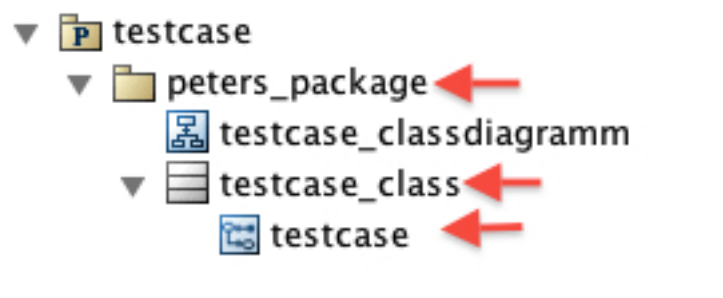 testcase
peters_package
testcase_classdiagramm
testcase_class
testcase